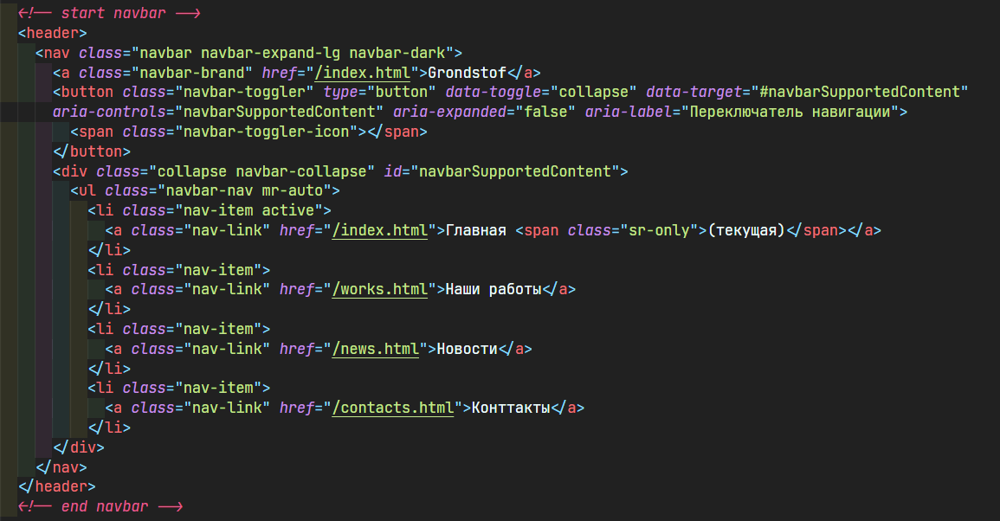 <!-- start navbar -->
<header>
<nav class="navbar navbar-expand-lg navbar-dark">
<a class="navbar-brand" href="/index.html">Grondstof</a>
<button class="navbar-toggler" type="button" data-toggle="collapse" data-target="#navbarSupportedContent"
aria-controls="navbarSupportedContent" aria-expanded="false" aria-label="Переключатель навигации">
<span class="navbar-toggler-icon"></span>
</button>
<div class="collapse navbar-collapse" id="navbarSupportedContent">
<ul class="navbar-nav mr-auto">
<li class="nav-item active">
<a class="nav-link" href="/index.html">Главная <span class="sr-only">(текущая)</span></a>
</li>
<li class="nav-item">
<a class="nav-link" href="/works.html">Наши работы</a>
</li>
<li class="nav-item">
<a class="nav-link" href="/news.html">Новости</a>
</li>
<li class="nav-item">
<a class="nav-link" href="/contacts.html">Конттакты</a>
</li>
</div>
</nav>
</header>
<!-- end navbar -->